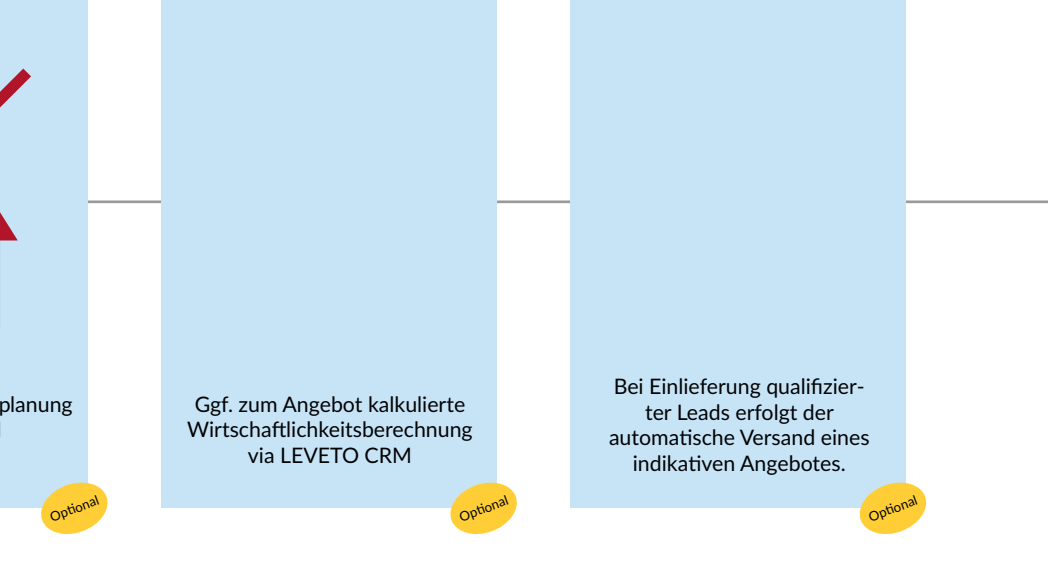 planung
Optional
Ggf. zum Angebot kalkulierte
Wirtschaftlichkeitsberechnung
via LEVETO CRM
Optional
Bei Einlieferung qualifizier-
ter Leads erfolgt der
automatische Versand eines
indikativen Angebotes.
Optional